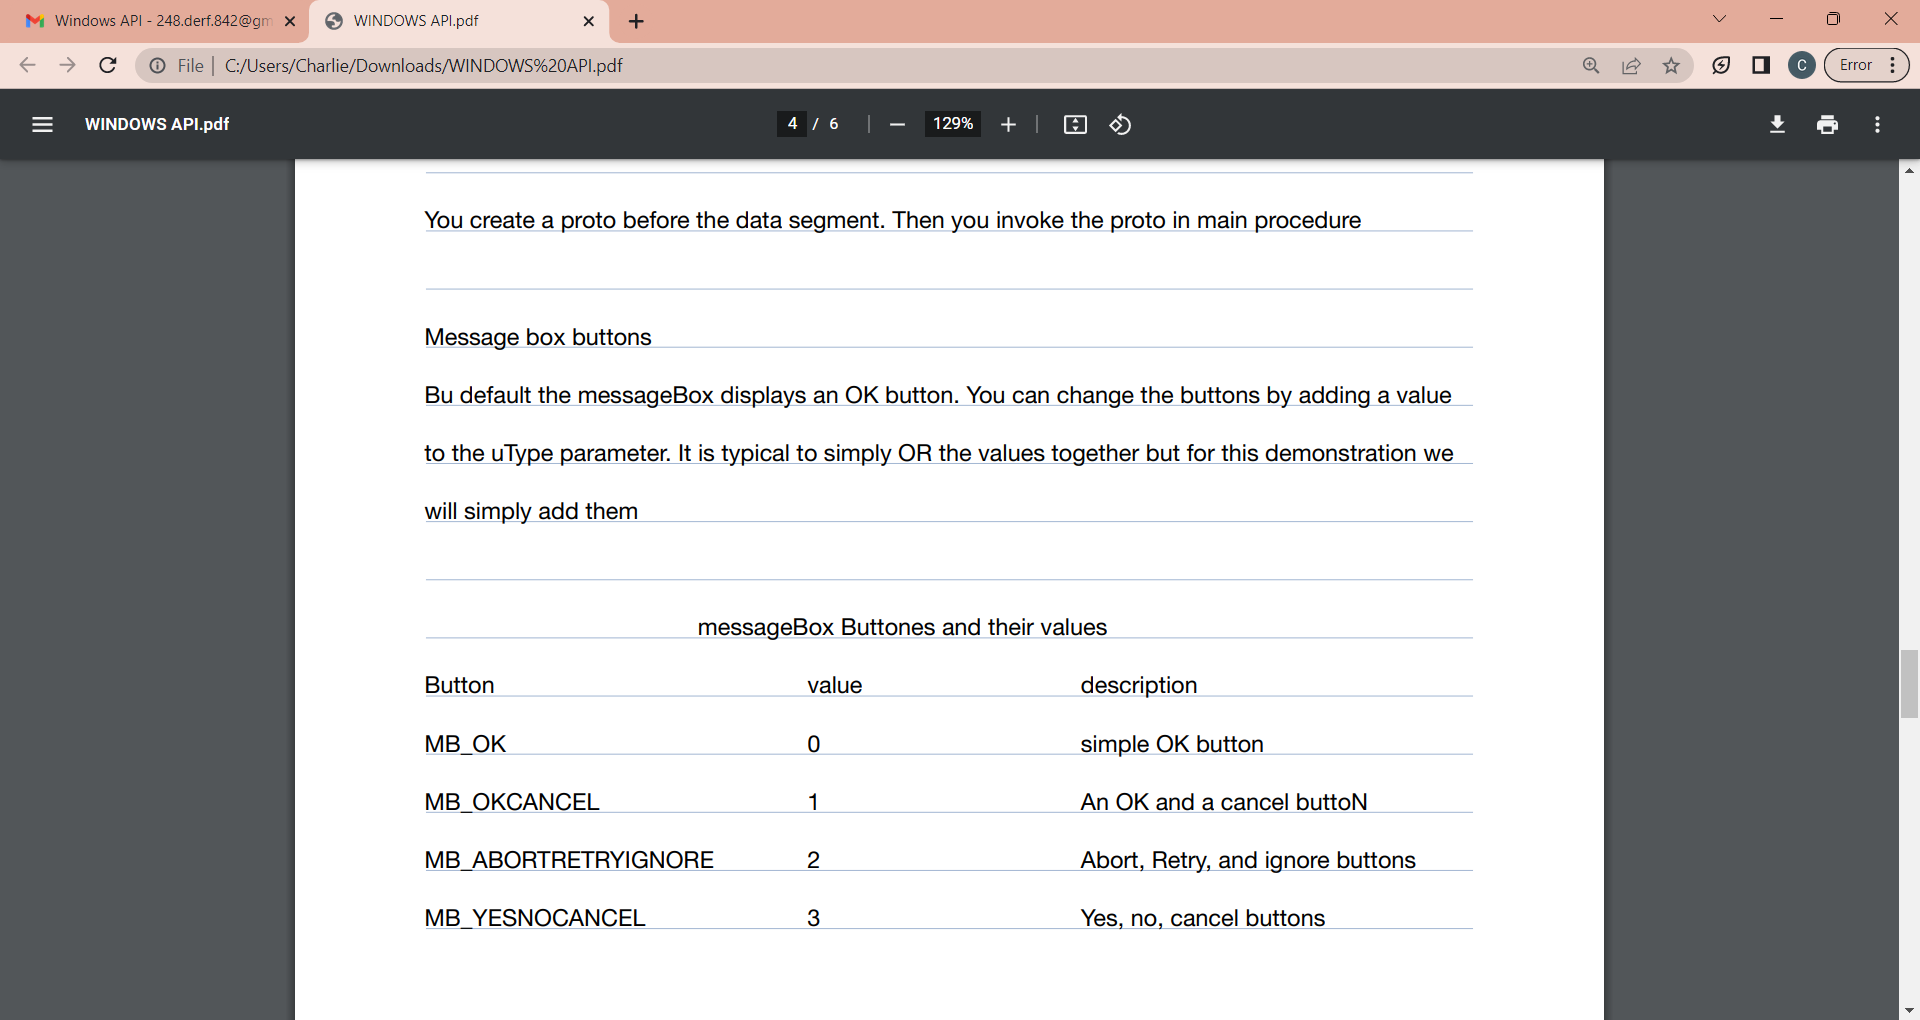 Windows API - 248.derf.842@gm
WINDOWS API.pdf
File
C:/Users/Charlie/Downloads/WINDOWS%20API.pdf
C
Error
WINDOWS API.pdf
4 / 6
129%
You create a proto before the data segment. Then you invoke the proto in main procedure
Message box buttons
Bu default the messageBox displays an OK button. You can change the buttons by adding a value
to the uType parameter. It is typical to simply OR the values together but for this demonstration we
will simply add them
messageBox Buttones and their values
Button value description
MB_OK 0 simple OK button
MB_OKCANCEL 1 An OK and a cancel buttoN
MB_ABORTRETRYIGNORE 2 Abort, Retry, and ignore buttons
MB_YESNOCANCEL 3 Yes, no, cancel buttons